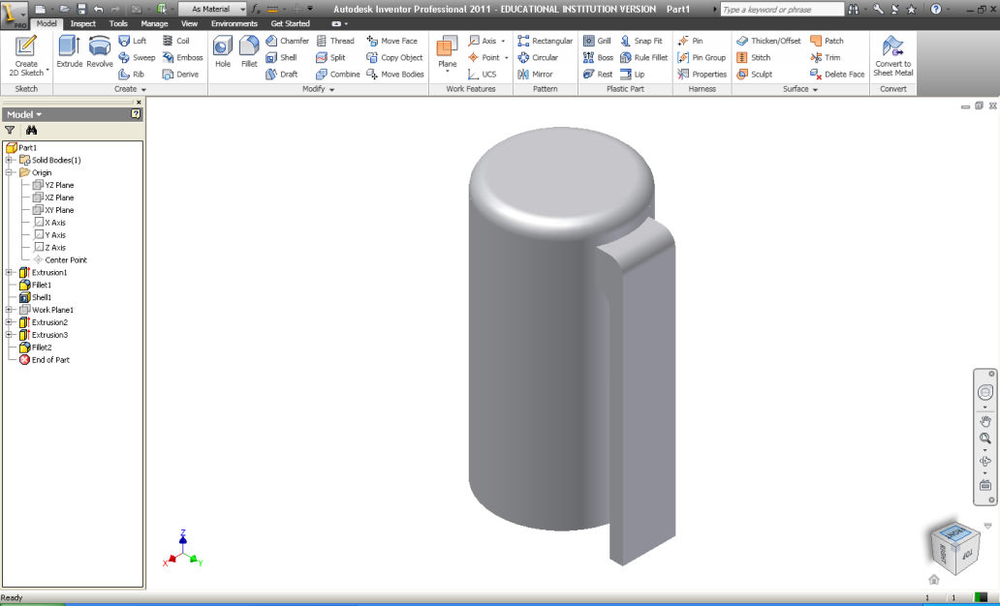 As Material
Autodesk Inventor Professional 2011 - EDUCATIONAL INSTITUTION VERSION Part1
Type a keyword or phrase
PRO
Model Inspect Tools Manage View Environments Get Started
Create 2D Sketch
Extrude Revolve
Loft Coil
Sweep Emboss
Rib Derive
Hole Fillet
Chamfer Thread Move Face
Shell Split Copy Object
Draft Combine Move Bodies
Plane
Axis
Point
UCS
Rectangular
Circular
Mirror
Grill Snap Fit
Boss Rule Fillet
Rest Lip
Pin
Pin Group
Properties
Thicken/Offset Patch
Stitch Trim
Sculpt Delete Face
Convert to Sheet Metal
Sketch Create Modify Work Features Pattern Plastic Part Harness Surface Convert
Model
Part1
Solid Bodies(1)
Origin
YZ Plane
XZ Plane
XY Plane
X Axis
Y Axis
Z Axis
Center Point
Extrusion1
Fillet1
Shell1
Work Plane1
Extrusion2
Extrusion3
Fillet2
End of Part
Z
X Y
FRONT
RIGHT
TOP
Ready
1 1